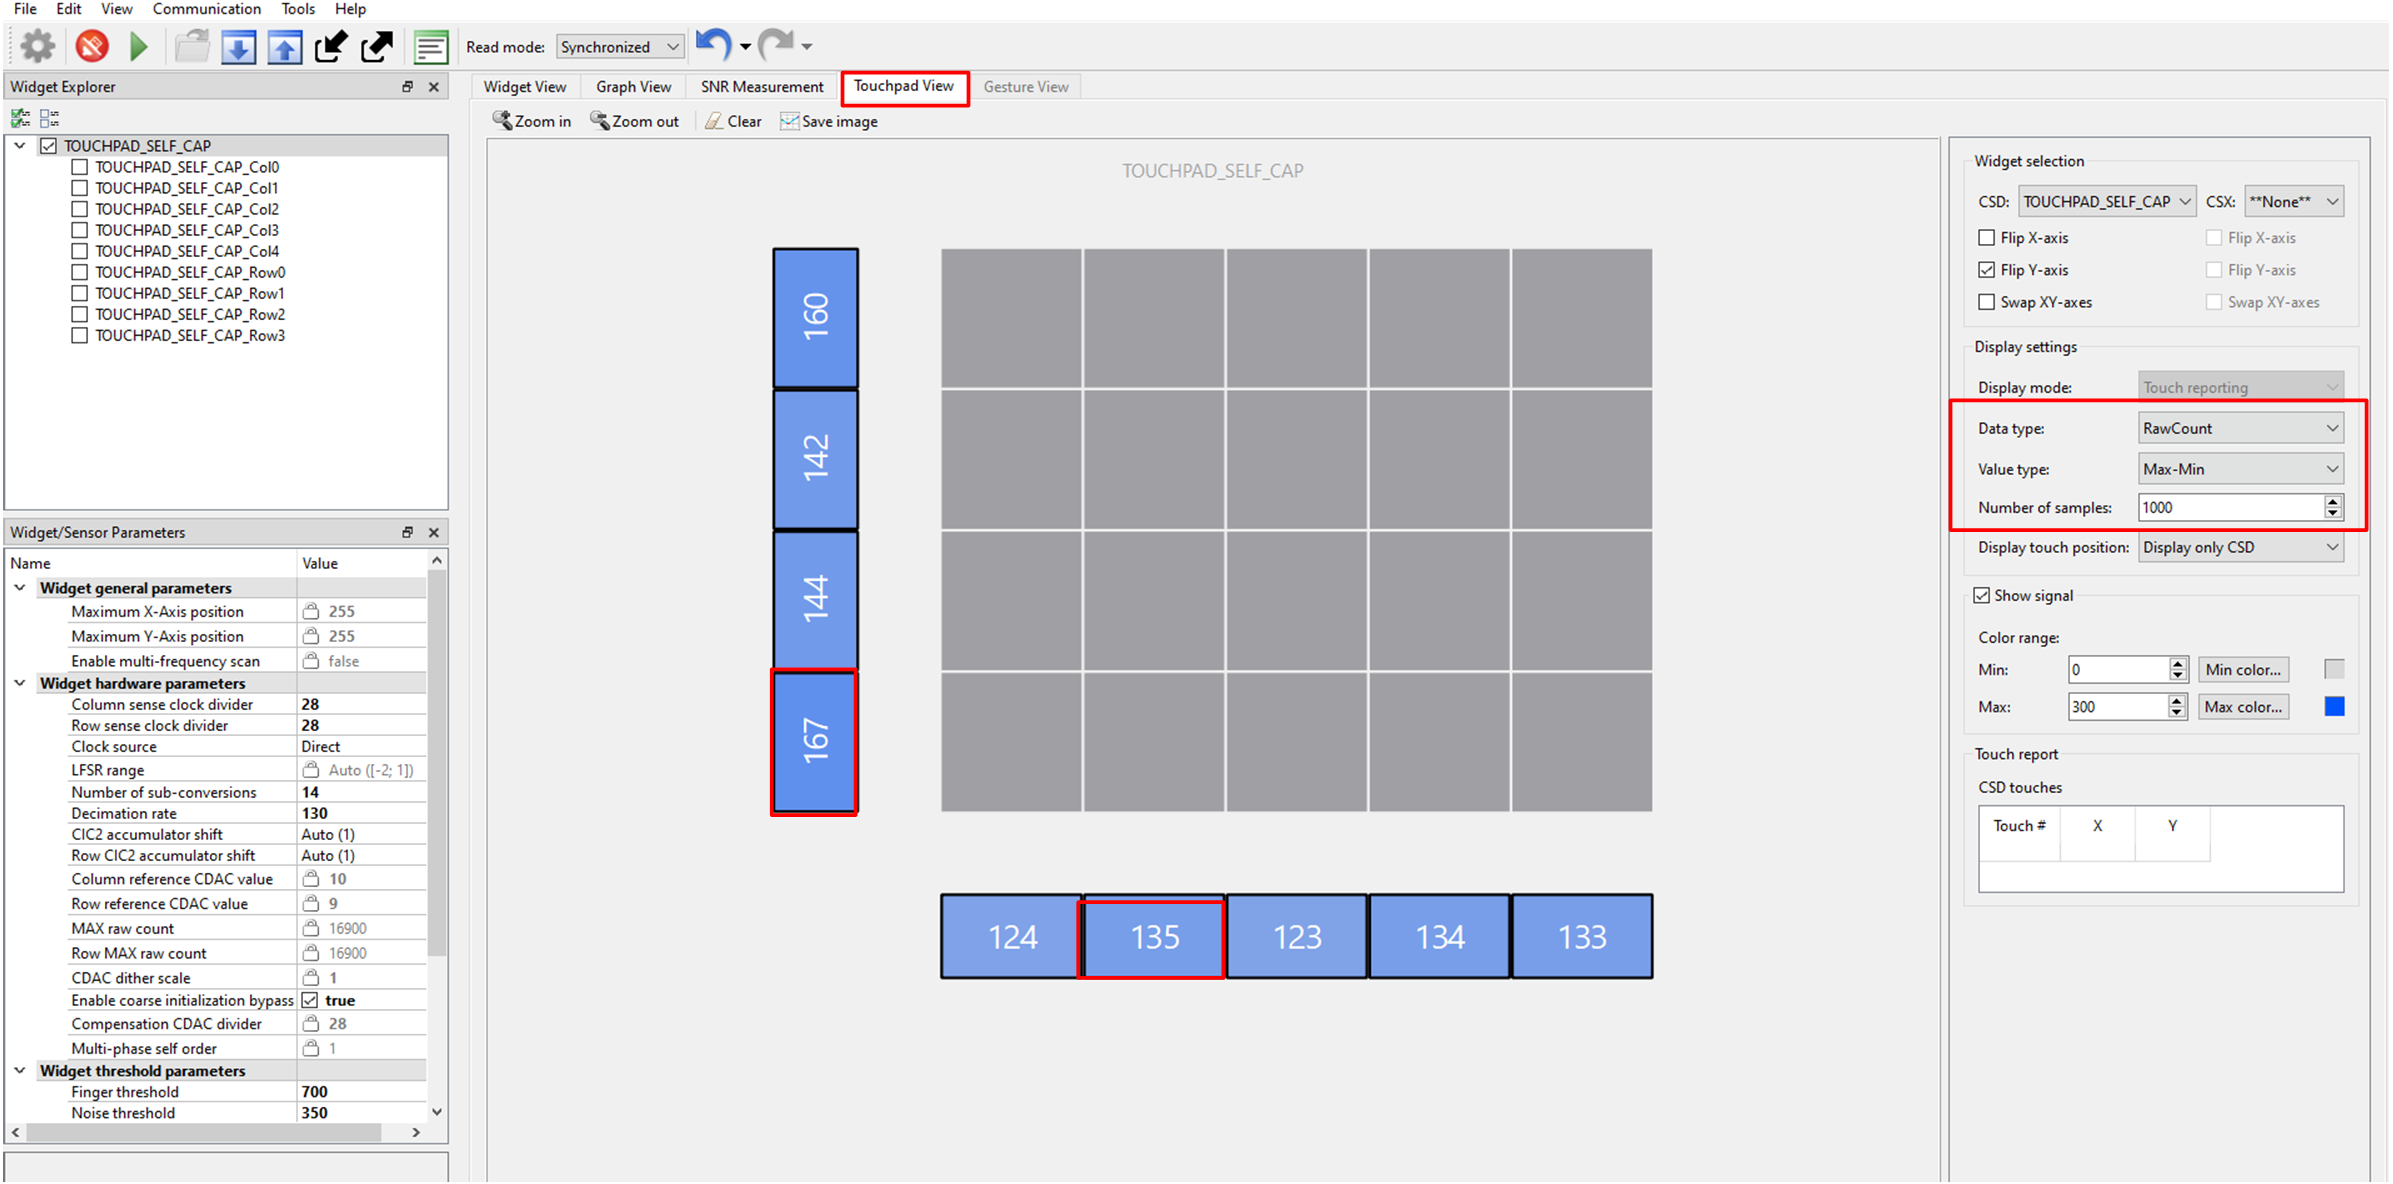 File Edit View Communication Tools Help
Read mode: Synchronized
Widget Explorer
TOUCHPAD_SELF_CAP
TOUCHPAD_SELF_CAP_Col0
TOUCHPAD_SELF_CAP_Col1
TOUCHPAD_SELF_CAP_Col2
TOUCHPAD_SELF_CAP_Col3
TOUCHPAD_SELF_CAP_Col4
TOUCHPAD_SELF_CAP_Row0
TOUCHPAD_SELF_CAP_Row1
TOUCHPAD_SELF_CAP_Row2
TOUCHPAD_SELF_CAP_Row3
Widget/Sensor Parameters
Name Value
Widget general parameters
Maximum X-Axis position 255
Maximum Y-Axis position 255
Enable multi-frequency scan false
Widget hardware parameters
Column sense clock divider 28
Row sense clock divider 28
Clock source Direct
LFSR range Auto ([-2; 1])
Number of sub-conversions 14
Decimation rate 130
CIC2 accumulator shift Auto (1)
Row CIC2 accumulator shift Auto (1)
Column reference CDAC value 10
Row reference CDAC value 9
MAX raw count 16900
Row MAX raw count 16900
CDAC dither scale 1
Enable coarse initialization bypass true
Compensation CDAC divider 28
Multi-phase self order 1
Widget threshold parameters
Finger threshold 700
Noise threshold 350
Widget View Graph View SNR Measurement Touchpad View Gesture View
Zoom in Zoom out Clear Save image
TOUCHPAD_SELF_CAP
160
142
144
167
124 135 123 134 133
Widget selection
CSD: TOUCHPAD_SELF_CAP CSX: **None**
Flip X-axis Flip X-axis
Flip Y-axis Flip Y-axis
Swap XY-axes Swap XY-axes
Display settings
Display mode: Touch reporting
Data type: RawCount
Value type: Max-Min
Number of samples: 1000
Display touch position: Display only CSD
Show signal
Color range:
Min: 0 Min color...
Max: 300 Max color...
Touch report
CSD touches
Touch # X Y